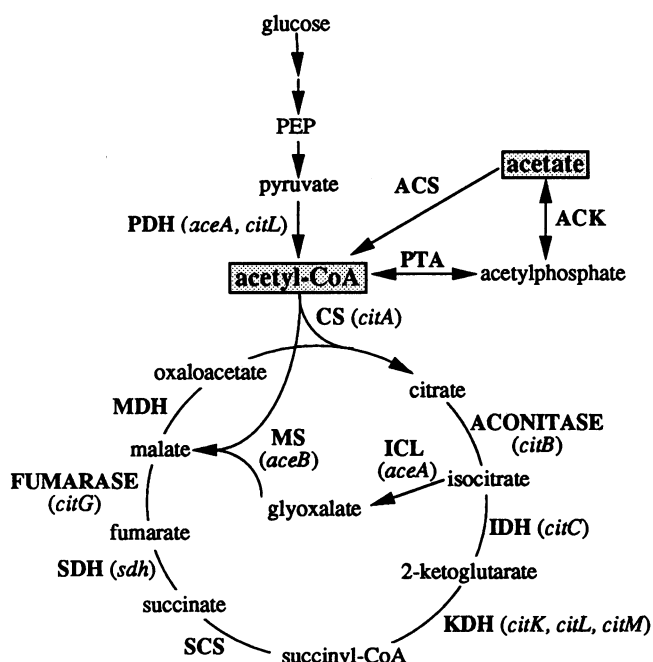 glucose
PEP
pyruvate
acetate
ACS
ACK
PDH (aceA, citL)
PTA
acetyl-CoA
acetylphosphate
CS (citA)
oxaloacetate
citrate
MDH
ACONITASE
(citB)
MS
(aceB)
ICL
(aceA)
malate
isocitrate
FUMARASE
(citG)
glyoxalate
fumarate
IDH (citC)
SDH (sdh)
2-ketoglutarate
succinate
KDH (citK, citL, citM)
SCS
succinyl-CoA